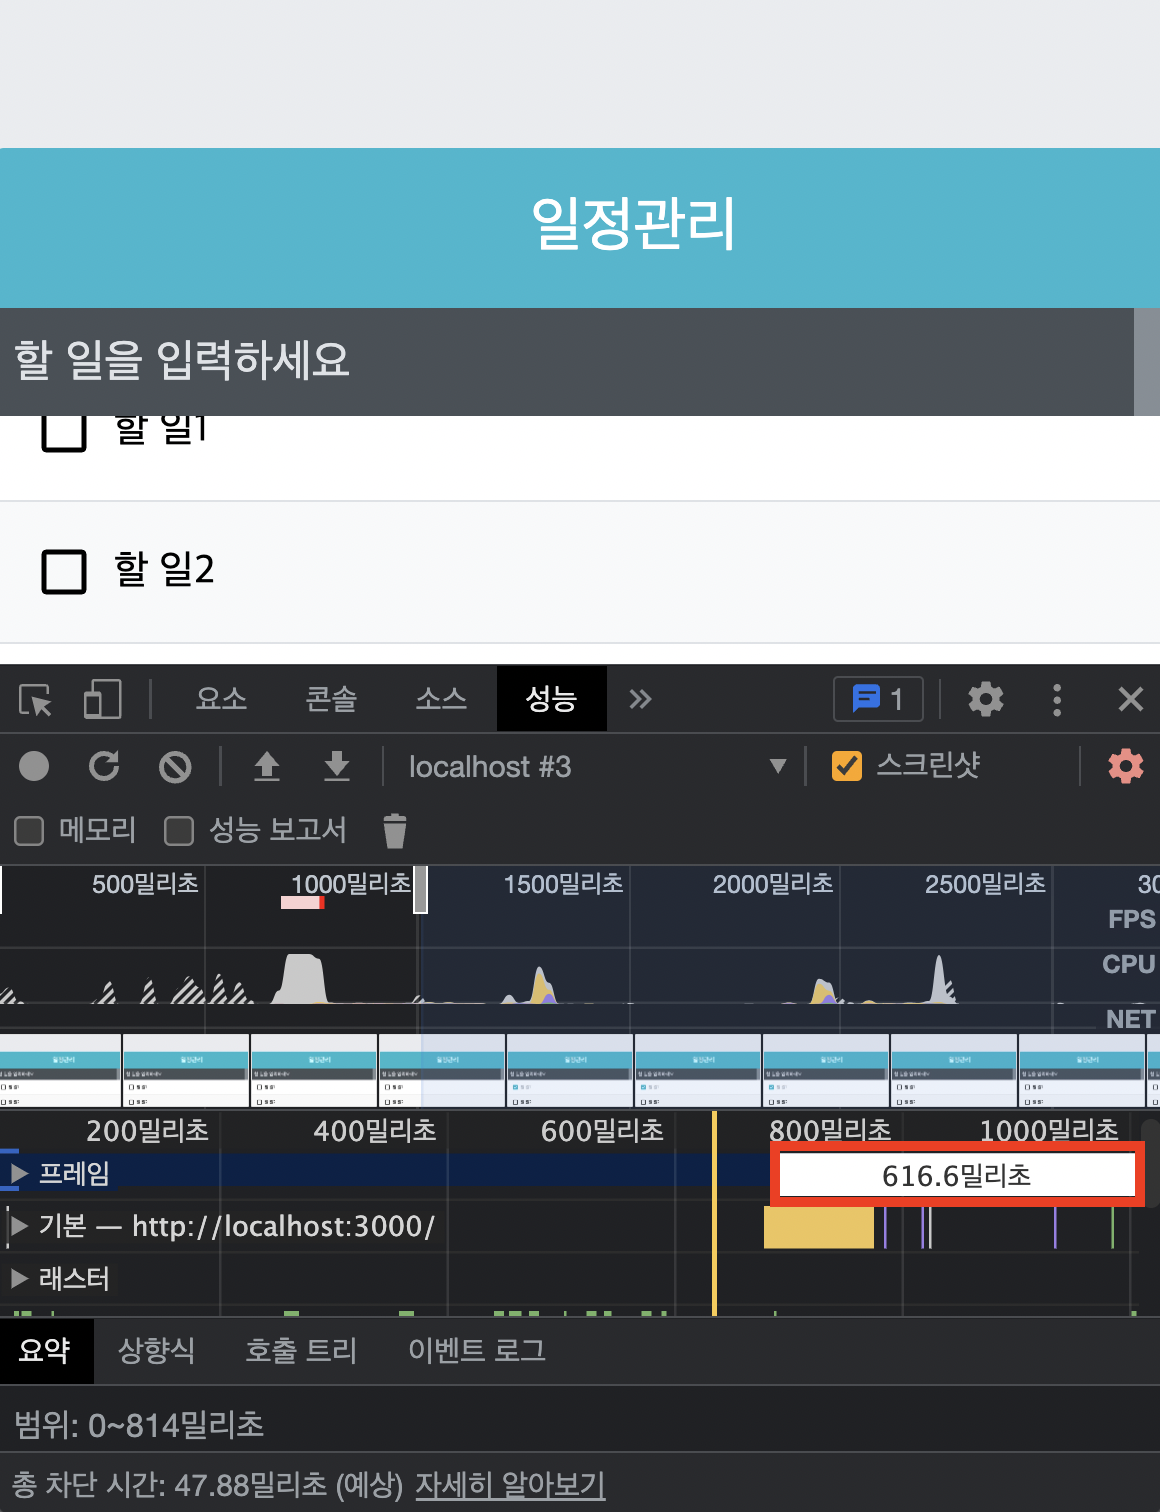 일정관리
할 일을 입력하세요
할 일1
할 일2
요소 콘솔 소스 성능 1
localhost #3 스크린샷
메모리 성능 보고서
500밀리초 1000밀리초 1500밀리초 2000밀리초 2500밀리초 30
FPS
CPU
NET
200밀리초 400밀리초 600밀리초 800밀리초 1000밀리초
프레임 616.6밀리초
기본 — http://localhost:3000/
래스터
요약 상향식 호출 트리 이벤트 로그
범위: 0~814밀리초
총 차단 시간: 47.88밀리초 (예상) 자세히 알아보기